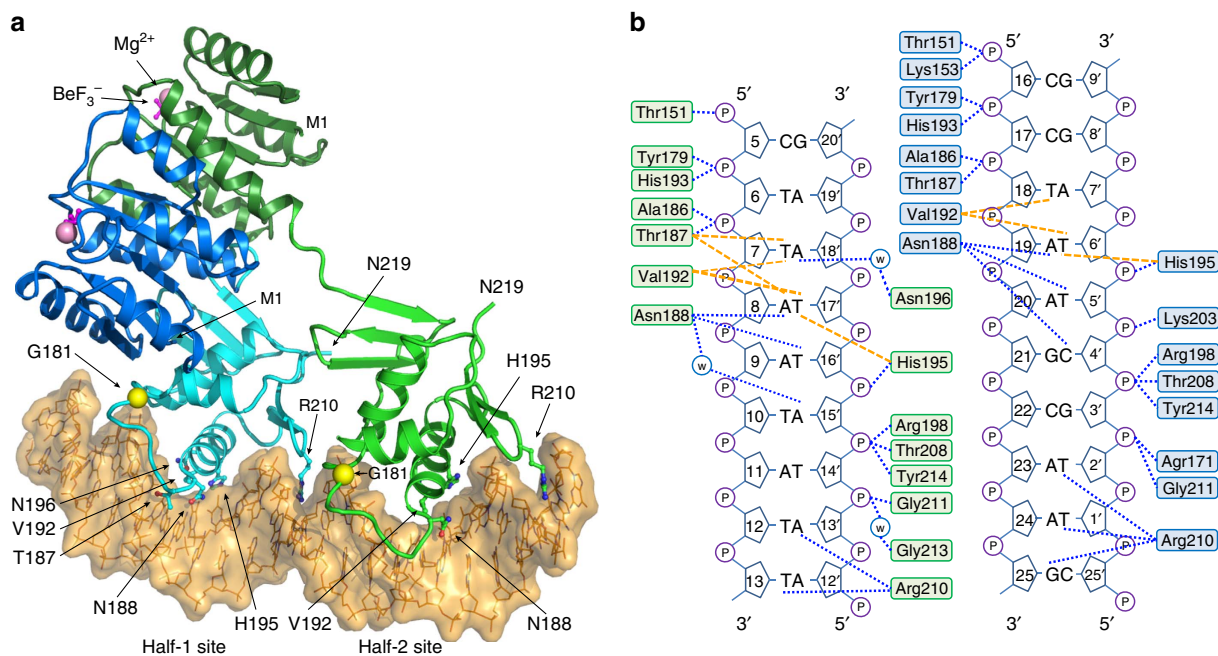 a
Mg2+
BeF3−
M1
M1
G181
N219
N219
H195
R210
R210
G181
N196
V192
T187
N188
H195
V192
N188
Half-1 site
Half-2 site
b
5′ 3′
Thr151
P
5 CG 20′
P
Tyr179
His193
P
6 TA 19′
P
Ala186
Thr187
P
7 TA 18′
w
P
Val192
P
Asn196
8 AT 17′
P
Asn188
P
9 AT 16′
w
P
His195
P
10 TA 15′
P
Arg198
Thr208
Tyr214
P
11 AT 14′
P
Gly211
P
w
12 TA 13′
Gly213
P
P
Arg210
13 TA 12′
P
3′ 5′
5′ 3′
Thr151
Lys153
P
16 CG 9′
Tyr179
His193
P
P
17 CG 8′
Ala186
Thr187
P
P
18 TA 7′
Val192
P
P
19 AT 6′
Asn188
P
P
His195
20 AT 5′
P
P
Lys203
21 GC 4′
P
P
Arg198
Thr208
Tyr214
22 CG 3′
P
P
Agr171
Gly211
23 AT 2′
P
P
24 AT 1′
Arg210
P
P
25 GC 25′
P
3′ 5′